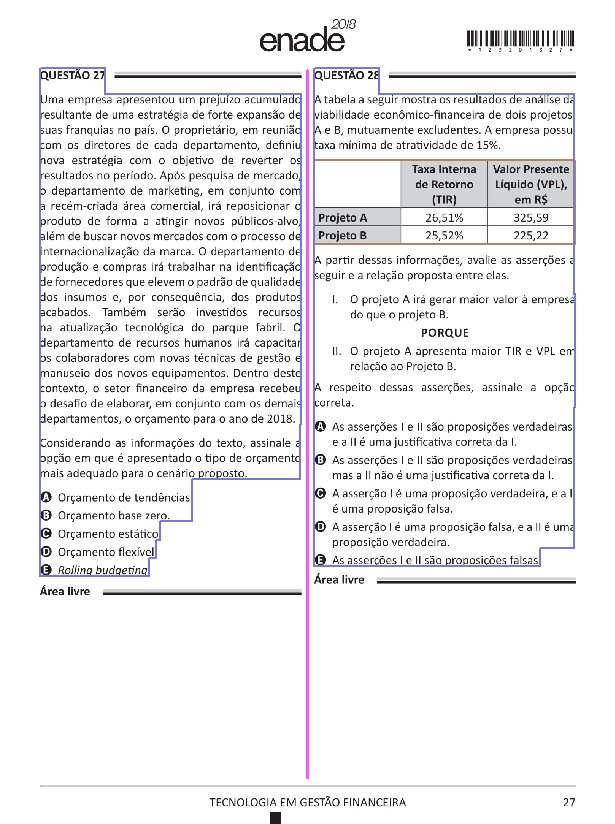 enade2018
*R2320182７*
QUESTÃO 27
Uma empresa apresentou um prejuízo acumulado
resultante de uma estratégia de forte expansão de
suas franquias no país. O proprietário, em reunião
com os diretores de cada departamento, definiu
nova estratégia com o objetivo de reverter os
resultados no período. Após pesquisa de mercado,
o departamento de marketing, em conjunto com
a recém-criada área comercial, irá reposicionar o
produto de forma a atingir novos públicos-alvo,
além de buscar novos mercados com o processo de
internacionalização da marca. O departamento de
produção e compras irá trabalhar na identificação
de fornecedores que elevem o padrão de qualidade
dos insumos e, por consequência, dos produtos
acabados. Também serão investidos recursos
na atualização tecnológica do parque fabril. O
departamento de recursos humanos irá capacitar
os colaboradores com novas técnicas de gestão e
manuseio dos novos equipamentos. Dentro deste
contexto, o setor financeiro da empresa recebeu
o desafio de elaborar, em conjunto com os demais
departamentos, o orçamento para o ano de 2018.
Considerando as informações do texto, assinale a
opção em que é apresentado o tipo de orçamento
mais adequado para o cenário proposto.
A Orçamento de tendências
B Orçamento base zero.
C Orçamento estático
D Orçamento flexível
E Rolling budgeting
Área livre
QUESTÃO 28
A tabela a seguir mostra os resultados de análise da
viabilidade econômico-financeira de dois projetos
A e B, mutuamente excludentes. A empresa possu
taxa mínima de atratividade de 15%.
Taxa Interna de Retorno (TIR) Valor Presente Líquido (VPL), em R$
Projeto A 26,51% 325,59
Projeto B 25,52% 225,22
A partir dessas informações, avalie as asserções a
seguir e a relação proposta entre elas.
I. O projeto A irá gerar maior valor à empresa
do que o projeto B.
PORQUE
II. O projeto A apresenta maior TIR e VPL em
relação ao Projeto B.
A respeito dessas asserções, assinale a opção
correta.
A As asserções I e II são proposições verdadeiras
e a II é uma justificativa correta da I.
B As asserções I e II são proposições verdadeiras
mas a II não é uma justificativa correta da I.
C A asserção I é uma proposição verdadeira, e a I
é uma proposição falsa.
D A asserção I é uma proposição falsa, e a II é uma
proposição verdadeira.
E As asserções I e II são proposições falsas
Área livre
TECNOLOGIA EM GESTÃO FINANCEIRA 27